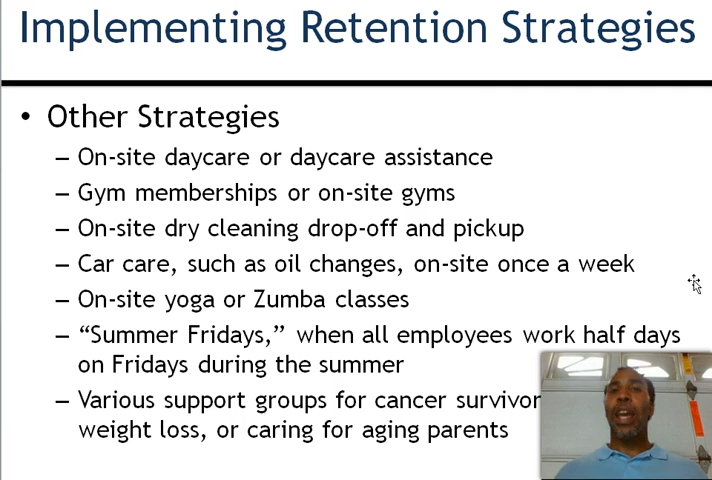 Implementing Retention Strategies
• Other Strategies
– On-site daycare or daycare assistance
– Gym memberships or on-site gyms
– On-site dry cleaning drop-off and pickup
– Car care, such as oil changes, on-site once a week
– On-site yoga or Zumba classes
– “Summer Fridays,” when all employees work half days
on Fridays during the summer
– Various support groups for cancer
weight loss, or caring for aging parents